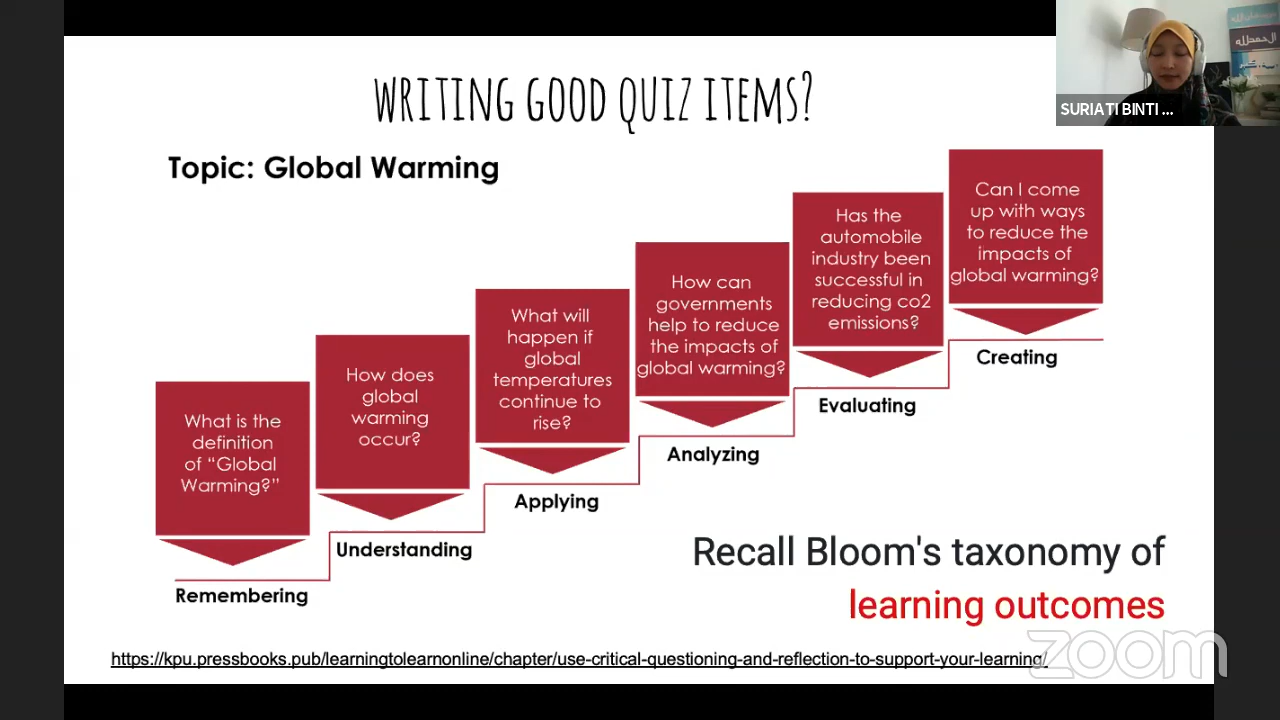 WRITING GOOD QUIZ ITEMS?
SURIATI BINTI ...
Topic: Global Warming
What is the
definition
of “Global
Warming?”
Remembering
How does
global
warming
occur?
Understanding
What will
happen if
global
temperatures
continue to
rise?
Applying
How can
governments
help to reduce
the impacts of
global warming?
Analyzing
Has the
automobile
industry been
successful in
reducing co2
emissions?
Evaluating
Can I come
up with ways
to reduce the
impacts of
global warming?
Creating
Recall Bloom's taxonomy of
learning outcomes
https://kpu.pressbooks.pub/learningtolearnonline/chapter/use-critical-questioning-and-reflection-to-support-your-learning/
zoom